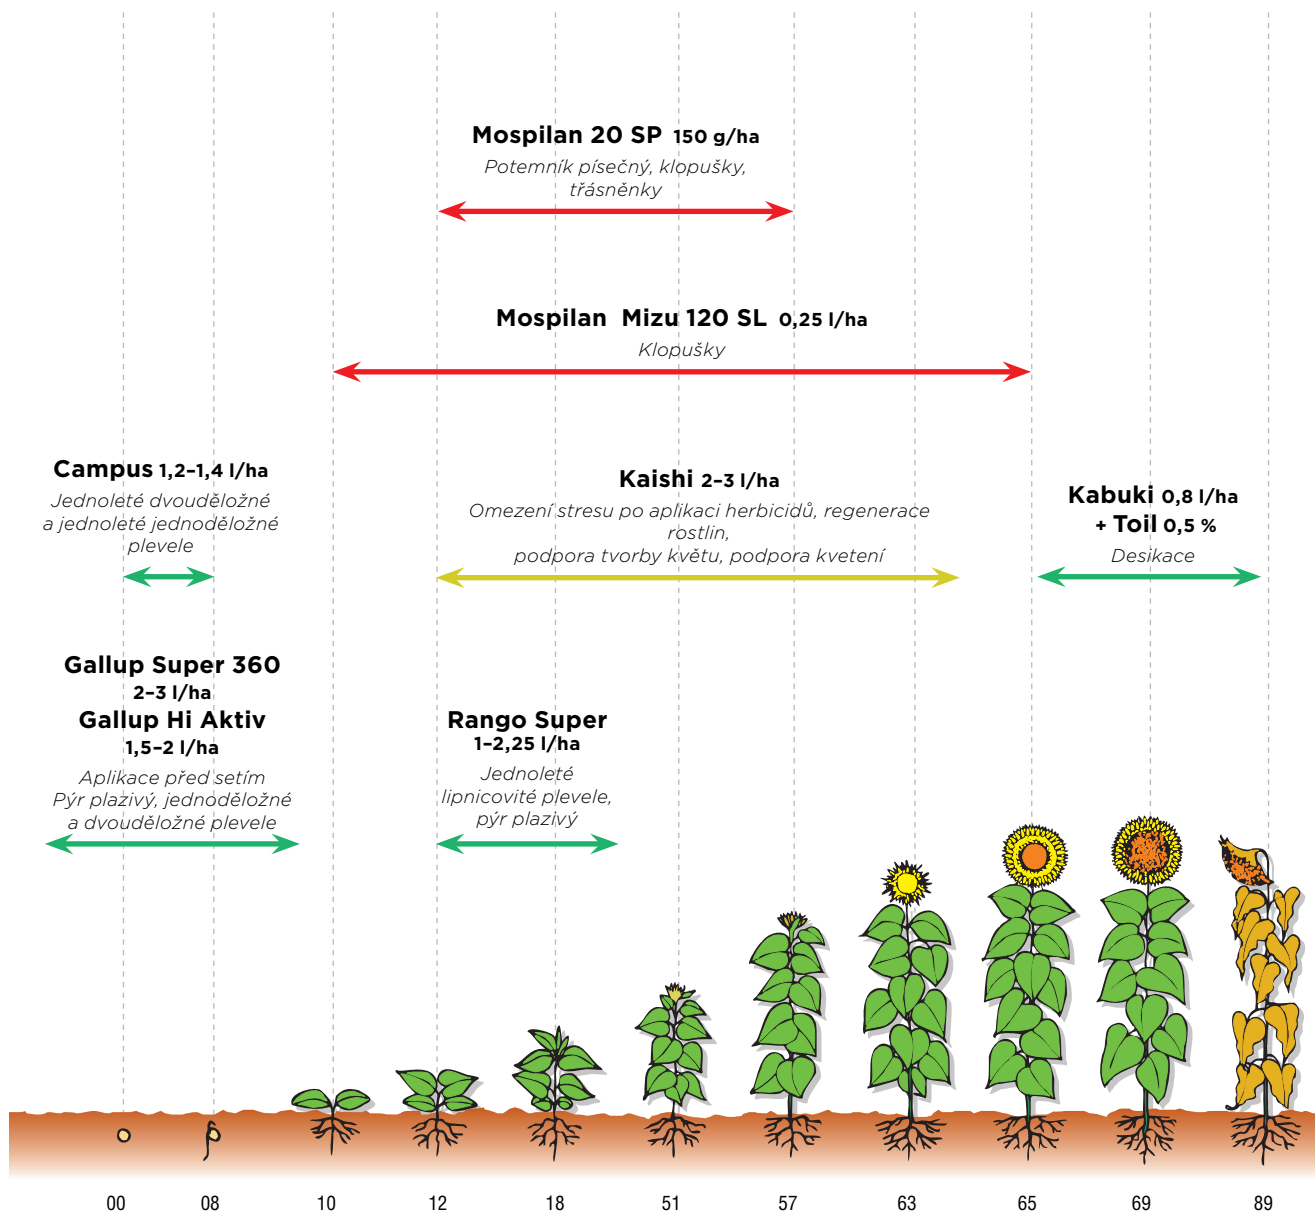 Mospilan 20 SP 150 g/ha
Potemník písečný, klopušky,
třásněnky
Mospilan Mizu 120 SL 0,25 l/ha
Klopušky
Campus 1,2–1,4 l/ha
Jednoleté dvouděložné
a jednoleté jednoděložné
plevele
Kaishi 2–3 l/ha
Omezení stresu po aplikaci herbicidů, regenerace
rostlin,
podpora tvorby květu, podpora kvetení
Kabuki 0,8 l/ha
+ Toil 0,5 %
Desikace
Gallup Super 360
2–3 l/ha
Gallup Hi Aktiv
1,5–2 l/ha
Aplikace před setím
Pýr plazivý, jednoděložné
a dvouděložné plevele
Rango Super
1–2,25 l/ha
Jednoleté
lipnicovité plevele,
pýr plazivý
00 08 10 12 18 51 57 63 65 69 89